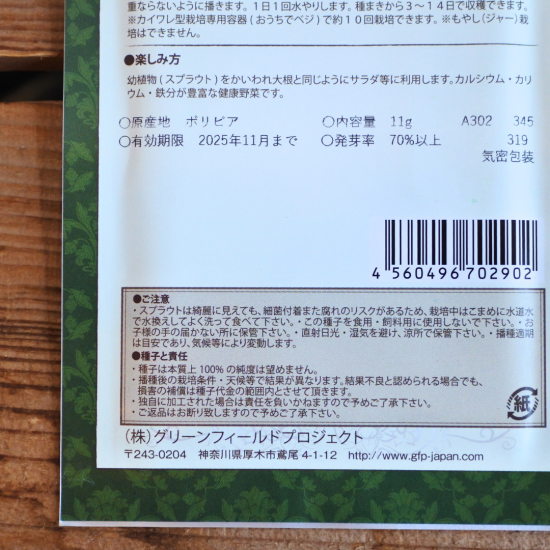 重ならないように播きます。1日1回水やりします。種まきから3～14日で収穫できます。
※カイワレ型栽培専用容器(おうちでベジ)で約10回栽培できます。※もやし(ジャー)栽
培はできません。
●楽しみ方
幼植物(スプラウト)をかいわれ大根と同じようにサラダ等に利用します。カルシウム・カリ
ウム・鉄分が豊富な健康野菜です。
○原産地 ボリビア ○内容量 11g A302 345
○有効期限 2025年11月まで ○発芽率 70%以上 319
気密包装
4 560496 702902
●ご注意
・スプラウトは綺麗に見えても、細菌付着また腐れのリスクがあるため、栽培中はこまめに水道水
で水換えしてよく洗って食べて下さい。・この種子を食用・飼料用に使用しないで下さい。・お
子様の手の届かない所に保管下さい。・直射日光・湿気を避け、涼所で保管下さい。・播種適期
は目安であり、気候等により変動します。
●種子と責任
・種子は本質上100%の純度は望めません。
・播種後の栽培条件・天候等で結果が異なります。結果不良と認められる場合でも、
損害の補償は種子代金の範囲内とさせて頂きます。
・独自に加工された場合は責任を負いかねますので予めご了承下さい。
・ご返品はお断り致しますので予めご了承下さい。
紙
(株)グリーンフィールドプロジェクト
〒243-0204 神奈川県厚木市鳶尾4-1-12 http://www.gfp-japan.com